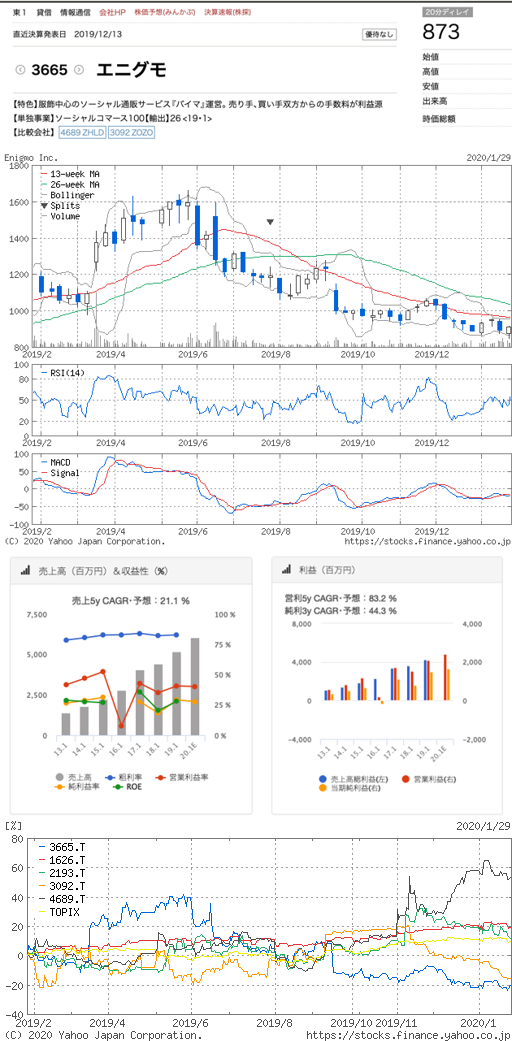 東1 貸借 情報通信 会社HP 株価予想(みんかぶ) 決算速報(株探)
直近決算発表日 2019/12/13 優待なし
3665 エニグモ
20分ディレイ
873
始値
高値
安値
出来高
時価総額
【特色】服飾中心のソーシャル通販サービス『バイマ』運営。売り手、買い手双方からの手数料が利益源
【単独事業】ソーシャルコマース100【輸出】26 <19・1>
【比較会社】 4689 ZHLD 3092 ZOZO
Enigmo Inc. 2020/1/29
1800
1600
1400
1200
1000
800
13-week MA
26-week MA
Bollinger
Splits
Volume
2019/2 2019/4 2019/6 2019/8 2019/10 2019/12
100
50
0
RSI(14)
2019/2 2019/4 2019/6 2019/8 2019/10 2019/12
100
50
0
-50
-100
MACD
Signal
2019/2 2019/4 2019/6 2019/8 2019/10 2019/12
(C) 2020 Yahoo Japan Corporation. https://stocks.finance.yahoo.co.jp
売上高（百万円）＆収益性（%）
売上5y CAGR・予想：21.1 %
7,500
5,000
2,500
0
100 %
75 %
50 %
25 %
0 %
13.1 14.1 15.1 16.1 17.1 18.1 19.1 20.1E
売上高 粗利率 営業利益率
純利益率 ROE
利益（百万円）
営利5y CAGR・予想：83.2 %
純利3y CAGR・予想：44.3 %
8,000
4,000
0
-4,000
4,000
2,000
0
-2,000
13.1 14.1 15.1 16.1 17.1 18.1 19.1 20.1E
売上高総利益(左) 営業利益(右)
当期純利益(右)
[%] 2020/1/29
80
60
40
20
0
-20
-40
3665.T
1626.T
2193.T
3092.T
4689.T
TOPIX
2019/2 2019/4 2019/6 2019/8 2019/10 2019/11 2020/1
(C) 2020 Yahoo Japan Corporation. https://stocks.finance.yahoo.co.jp